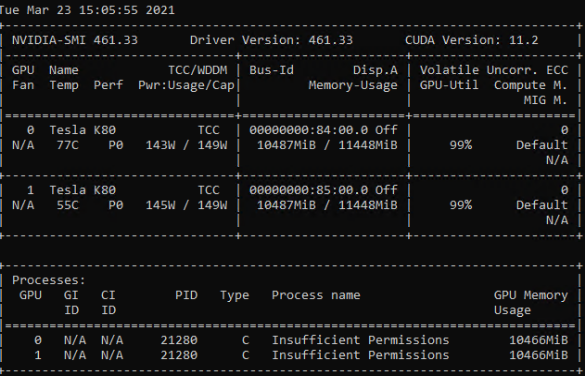 Tue Mar 23 15:05:55 2021
NVIDIA-SMI 461.33 Driver Version: 461.33 CUDA Version: 11.2
GPU Name TCC/WDDM | Bus-Id Disp.A | Volatile Uncorr. ECC
Fan Temp Perf Pwr:Usage/Cap| Memory-Usage | GPU-Util Compute M.
MIG M.
0 Tesla K80 TCC | 00000000:84:00.0 Off | 0
N/A 77C P0 143W / 149W | 10487MiB / 11448MiB | 99% Default
N/A
1 Tesla K80 TCC | 00000000:85:00.0 Off | 0
N/A 55C P0 145W / 149W | 10487MiB / 11448MiB | 99% Default
N/A
Processes:
GPU GI CI PID Type Process name GPU Memory
ID ID Usage
0 N/A N/A 21280 C Insufficient Permissions 10466MiB
1 N/A N/A 21280 C Insufficient Permissions 10466MiB